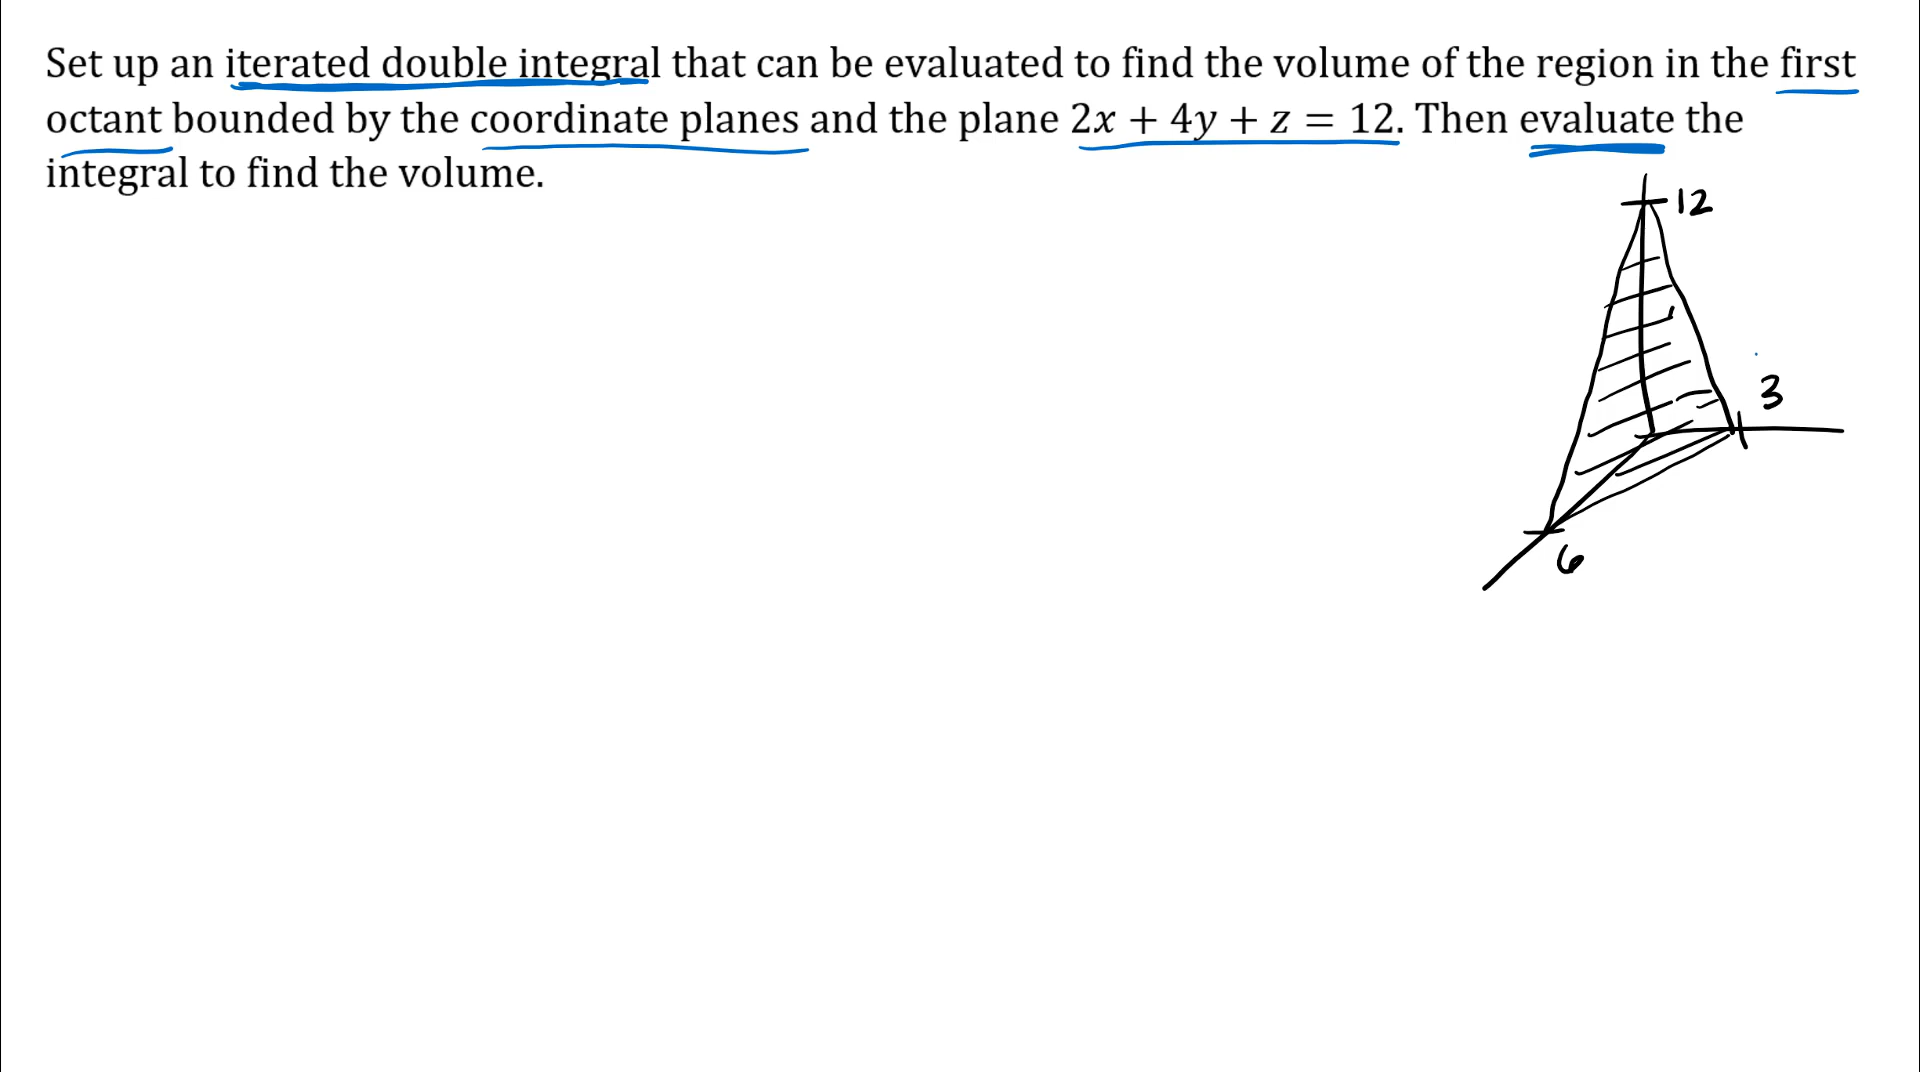 Set up an iterated double integral that can be evaluated to find the volume of the region in the first
octant bounded by the coordinate planes and the plane 2x + 4y + z = 12. Then evaluate the
integral to find the volume.
12
3
6